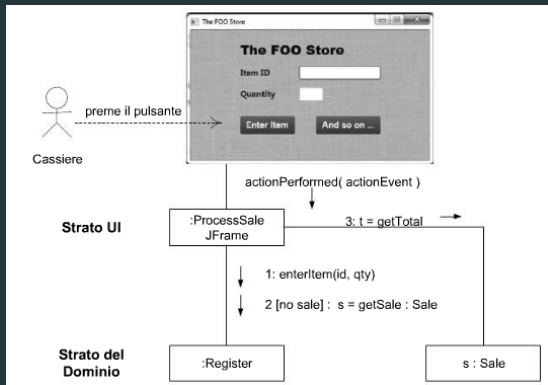 The FOO Store
The FOO Store
Item ID
Quantity
Enter Item
And so on ...
preme il pulsante
Cassiere
actionPerformed( actionEvent )
Strato UI
:ProcessSale
JFrame
3: t = getTotal
1: enterItem(id, qty)
2 [no sale] : s = getSale : Sale
Strato del
Dominio
:Register
s : Sale